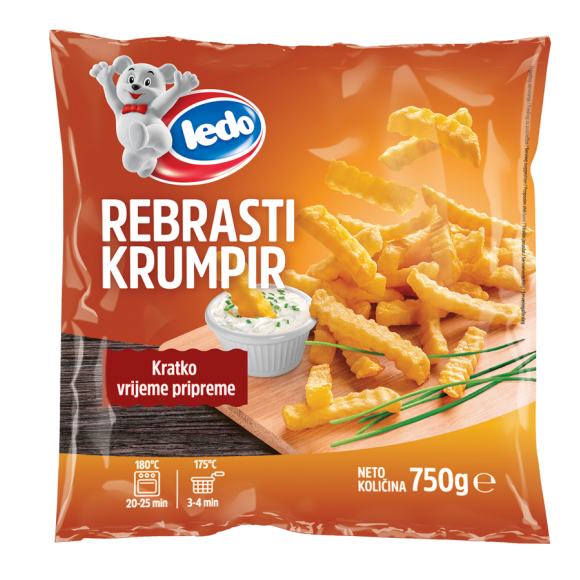 ledo
REBRASTI
KRUMPIR
Kratko
vrijeme pripreme
180°C
20-25 min
175°C
3-4 min
NETO
KOLIČINA 750g ℮